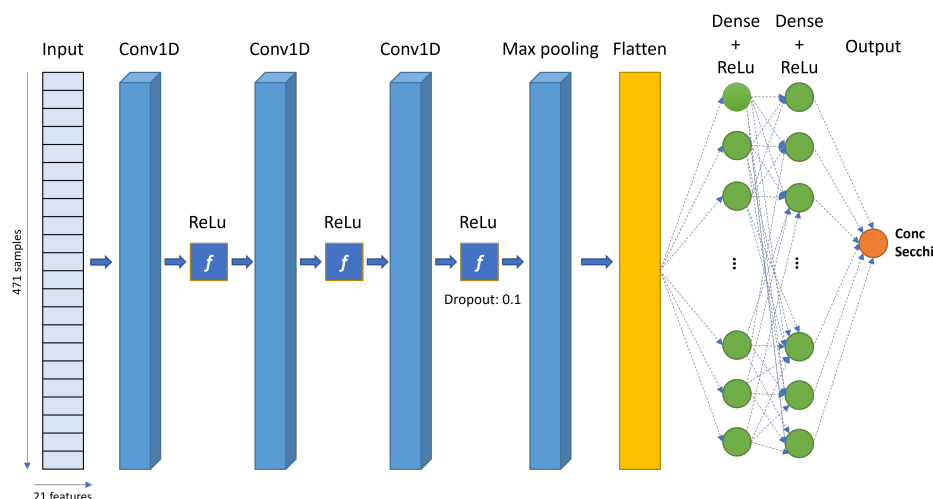 Input
Conv1D
Conv1D
Conv1D
Max pooling
Flatten
Dense
+
ReLu
Dense
+
ReLu
Output
471 samples
21 features
ReLu
f
ReLu
f
ReLu
f
Dropout: 0.1
...
...
Conc
Secchi